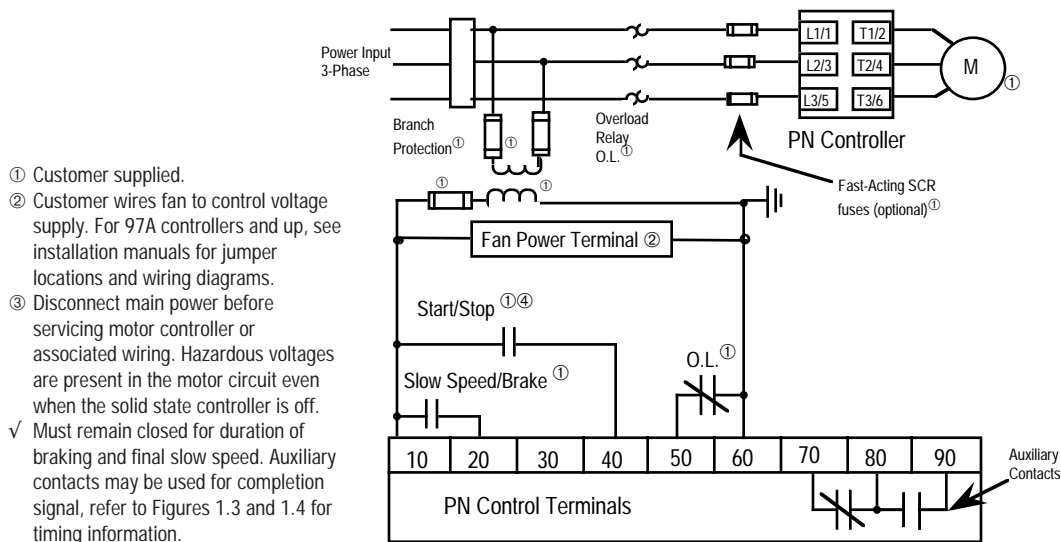 Power Input
3-Phase
L1/1
T1/2
L2/3
T2/4
L3/5
T3/6
M
①
Branch
Protection①
①
Overload
Relay
O.L.①
PN Controller
Fast-Acting SCR
fuses (optional)①
①
①
Fan Power Terminal ②
Start/Stop ①④
O.L.①
Slow Speed/Brake ①
10
20
30
40
50
60
70
80
90
Auxiliary
Contacts
PN Control Terminals
① Customer supplied.
② Customer wires fan to control voltage
supply. For 97A controllers and up, see
installation manuals for jumper
locations and wiring diagrams.
③ Disconnect main power before
servicing motor controller or
associated wiring. Hazardous voltages
are present in the motor circuit even
when the solid state controller is off.
√ Must remain closed for duration of
braking and final slow speed. Auxiliary
contacts may be used for completion
signal, refer to Figures 1.3 and 1.4 for
timing information.